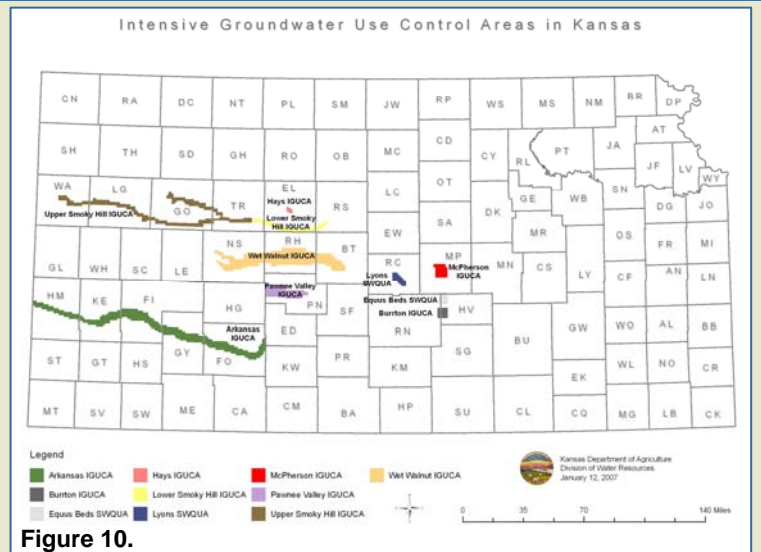 Intensive Groundwater Use Control Areas in Kansas
CN RA DC NT PL SM JW RP WS MS NM BR DP
SH TH SD GH RO OB MC CD CY RL PT JA AT
JF LV WY
WA LG GO TR EL RS LC OT GE WB SN DG JO
Hays IGUCA
Upper Smoky Hill IGUCA
Lower Smoky
Hill IGUCA
EW SA DK MR OS FR MI
NS RH BT
Wet Walnut IGUCA
RC MP
McPherson
IGUCA
MN CS LY
GL WH SC LE
Lyons
SWQUA
CF AN LN
Pawnee Valley
IGUCA
PN
Equus Beds SWQUA
Burrton IGUCA
HV
HM KE FI HG SF RN
Arkansas
IGUCA
ED BU GW WO AL BB
GY FO SG
ST GT HS KW PR KM EK WL NO CR
MT SV SW ME CA CM BA HP SU CL CQ MG LB CK
Legend
Arkansas IGUCA Hays IGUCA McPherson IGUCA Wet Walnut IGUCA
Burrton IGUCA Lower Smoky Hill IGUCA Pawnee Valley IGUCA
Equus Beds SWQUA Lyons SWQUA Upper Smoky Hill IGUCA
Kansas Department of Agriculture
Division of Water Resources
January 12, 2007
0 35 70 140 Miles
Figure 10.